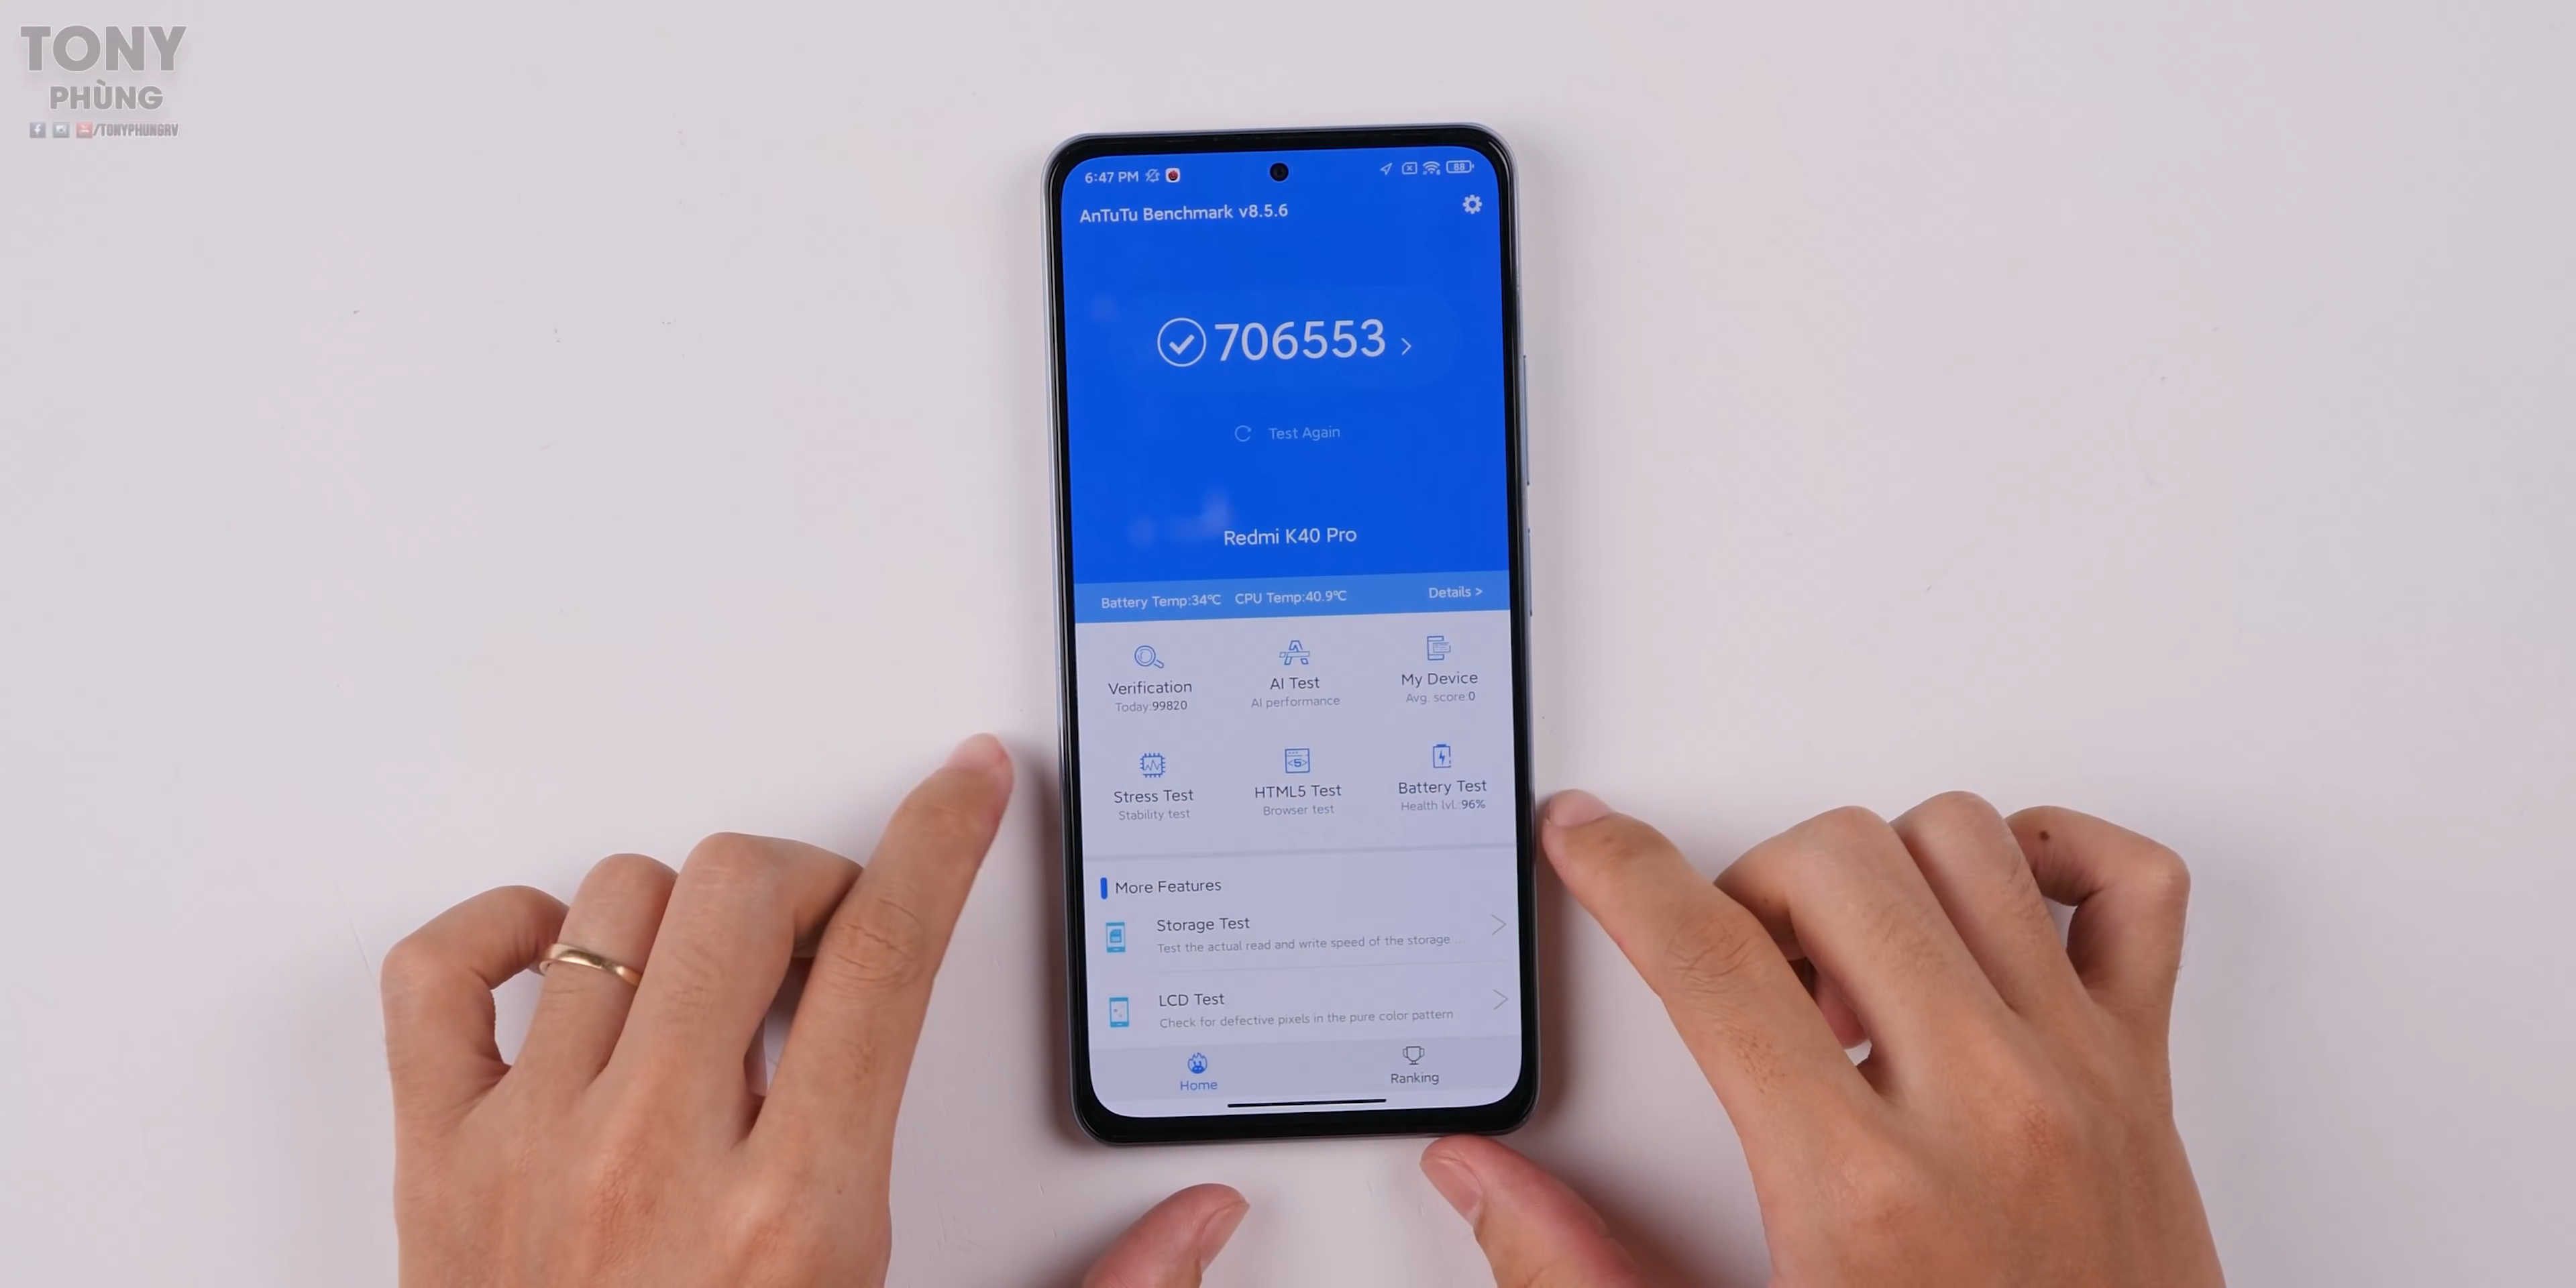 TONY
PHÙNG
/TONYPHUNGRV
6:47 PM
88
AnTuTu Benchmark v8.5.6
706553
Test Again
Redmi K40 Pro
Battery Temp:34°C CPU Temp:40.9°C Details >
Verification AI Test My Device
Today:99820 AI performance Avg. score:0
Stress Test HTML5 Test Battery Test
Stability test Browser test Health lvl.:96%
More Features
Storage Test
Test the actual read and write speed of the storage....
LCD Test
Check for defective pixels in the pure color pattern
Home Ranking